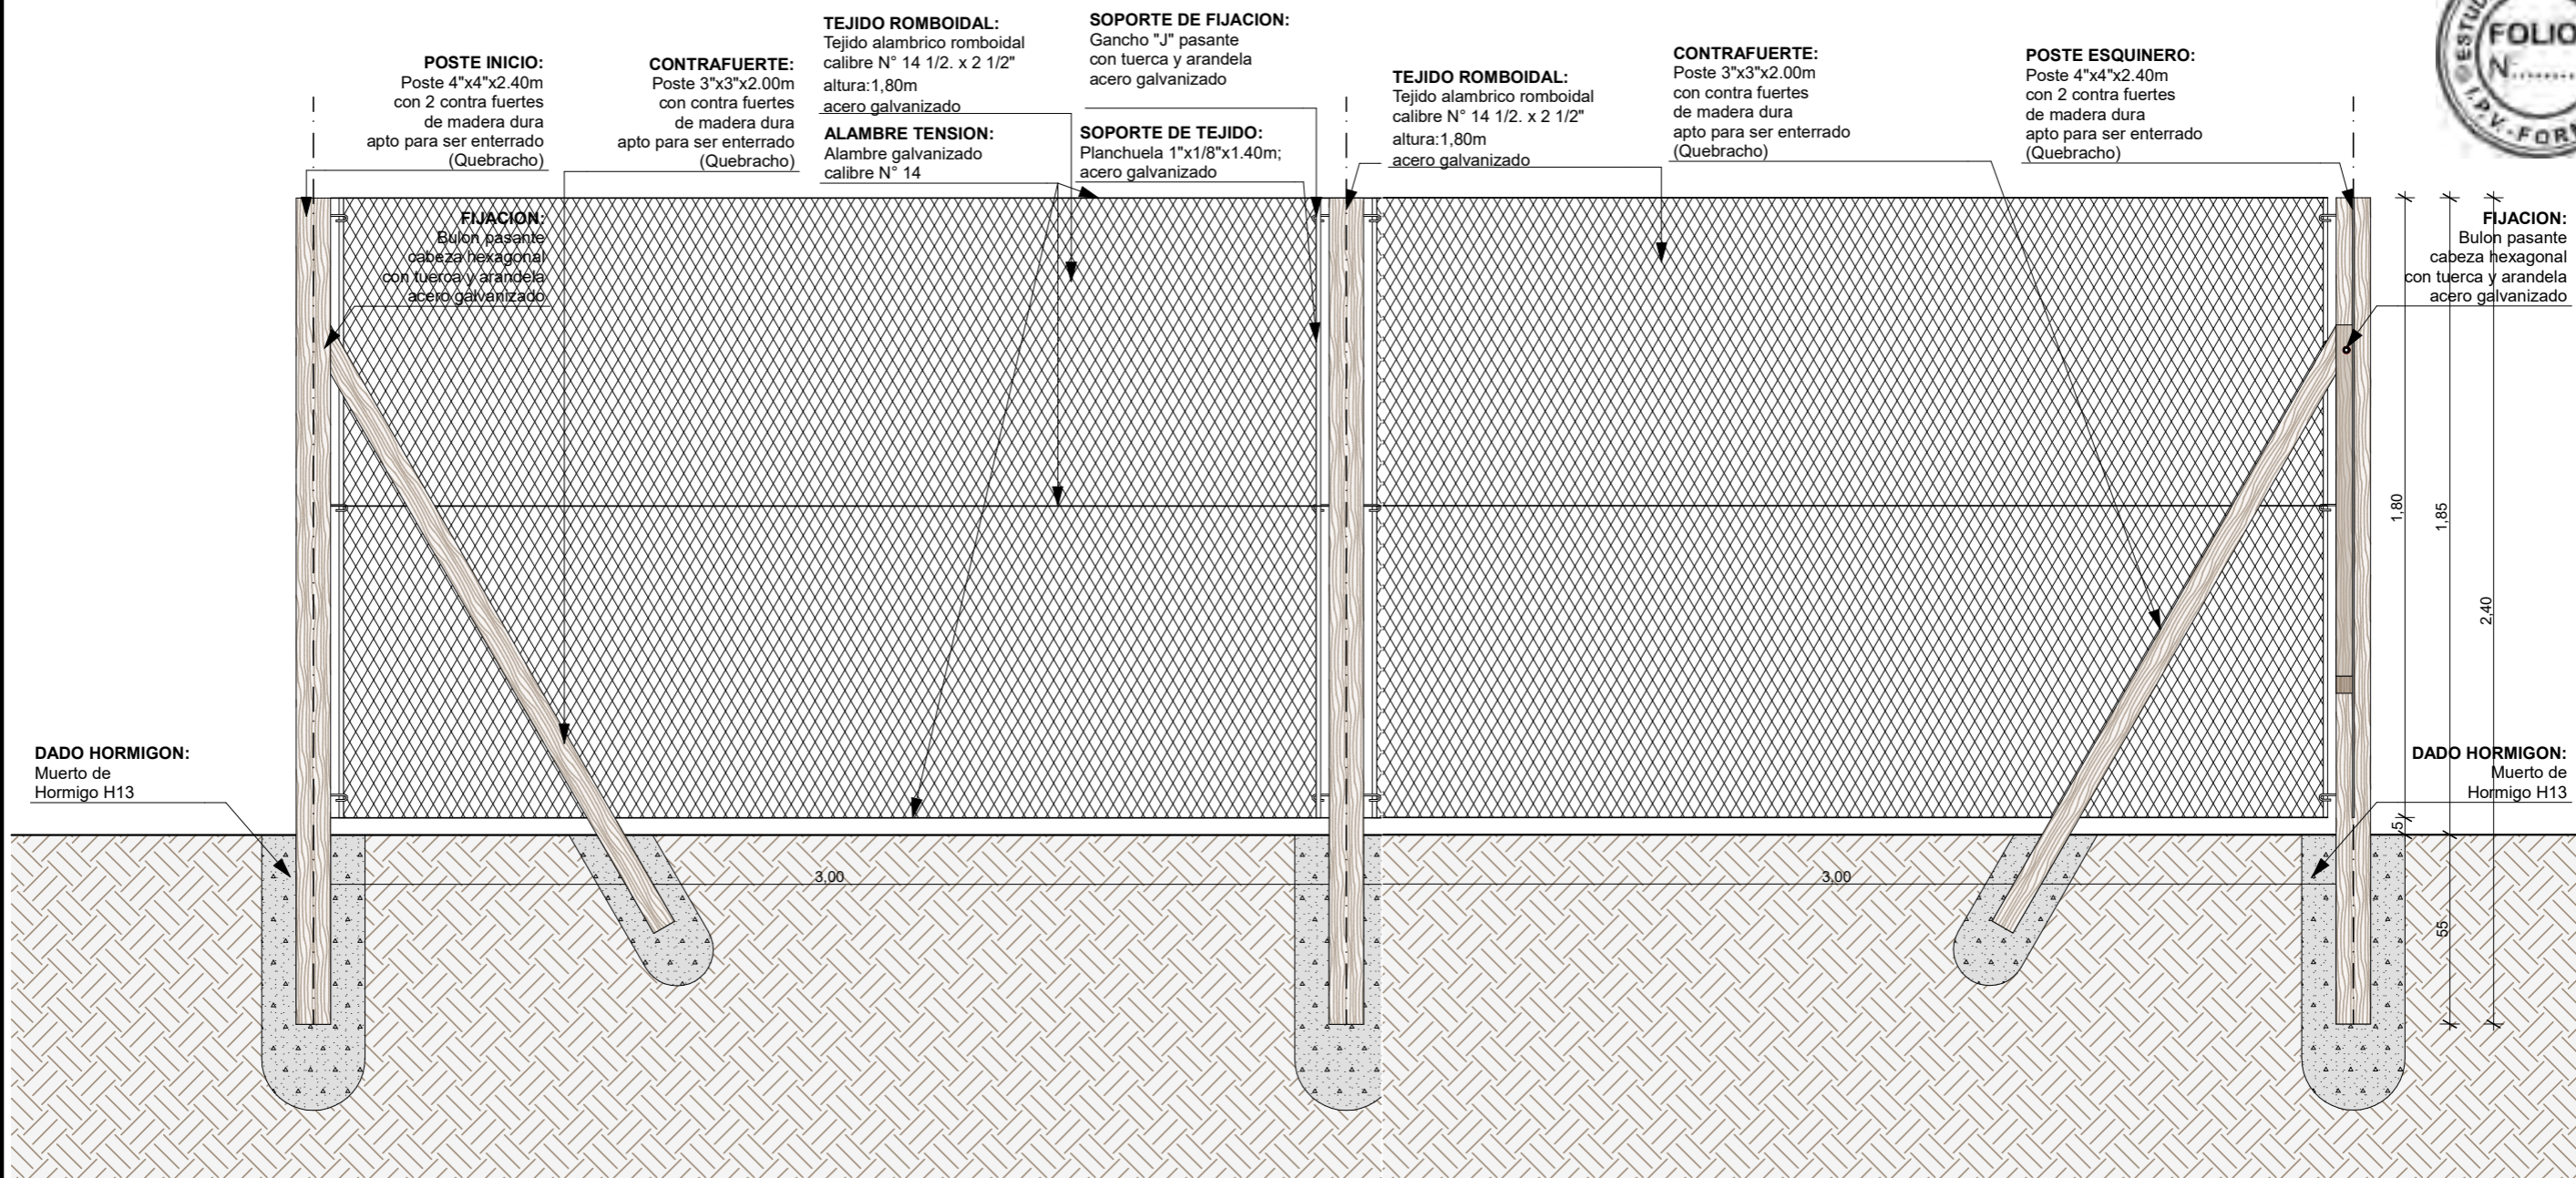 POSTE INICIO:
Poste 4"x4"x2.40m
con 2 contra fuertes
de madera dura
apto para ser enterrado
(Quebracho)
CONTRAFUERTE:
Poste 3"x3"x2.00m
con contra fuertes
de madera dura
apto para ser enterrado
(Quebracho)
TEJIDO ROMBOIDAL:
Tejido alambrico romboidal
calibre N° 14 1/2. x 2 1/2"
altura:1,80m
acero galvanizado
ALAMBRE TENSION:
Alambre galvanizado
calibre N° 14
SOPORTE DE FIJACION:
Gancho "J" pasante
con tuerca y arandela
acero galvanizado
SOPORTE DE TEJIDO:
Planchuela 1"x1/8"x1.40m;
acero galvanizado
TEJIDO ROMBOIDAL:
Tejido alambrico romboidal
calibre N° 14 1/2. x 2 1/2"
altura:1,80m
acero galvanizado
CONTRAFUERTE:
Poste 3"x3"x2.00m
con contra fuertes
de madera dura
apto para ser enterrado
(Quebracho)
POSTE ESQUINERO:
Poste 4"x4"x2.40m
con 2 contra fuertes
de madera dura
apto para ser enterrado
(Quebracho)
FOLIO
N°
I.P.V.-FOR
FIJACION:
Bulon pasante
cabeza hexagonal
con tuerca y arandela
acero galvanizado
FIJACION:
Bulon pasante
cabeza hexagonal
con tuerca y arandela
acero galvanizado
1,80
1,85
2,40
DADO HORMIGON:
Muerto de
Hormigo H13
DADO HORMIGON:
Muerto de
Hormigo H13
5
3,00
3,00
55